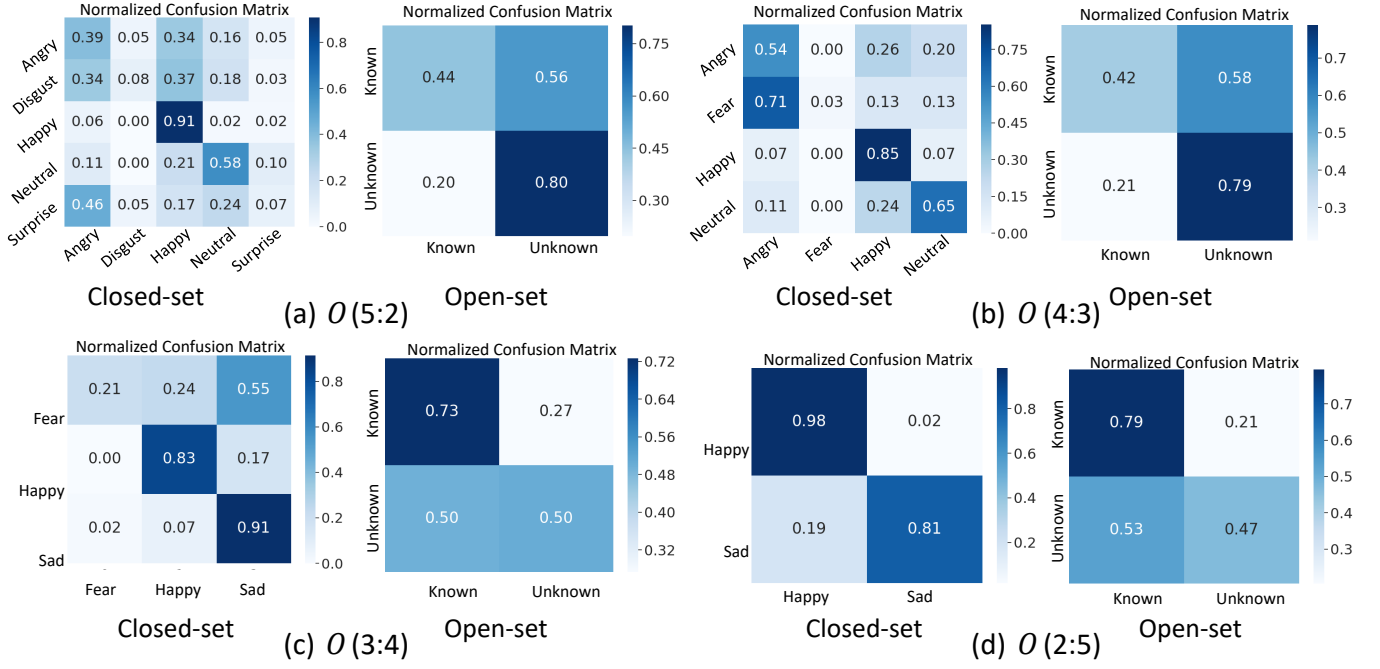 Normalized Confusion Matrix
Angry 0.39 0.05 0.34 0.16 0.05
Disgust 0.34 0.08 0.37 0.18 0.03
Happy 0.06 0.00 0.91 0.02 0.02
Neutral 0.11 0.00 0.21 0.58 0.10
Surprise 0.46 0.05 0.17 0.24 0.07
Angry Disgust Happy Neutral Surprise
0.8
0.6
0.4
0.2
0.0
Closed-set
Normalized Confusion Matrix
Known 0.44 0.56
Unknown 0.20 0.80
Known Unknown
0.75
0.60
0.45
0.30
Open-set
(a) O (5:2)
Normalized Confusion Matrix
Angry 0.54 0.00 0.26 0.20
Fear 0.71 0.03 0.13 0.13
Happy 0.07 0.00 0.85 0.07
Neutral 0.11 0.00 0.24 0.65
Angry Fear Happy Neutral
0.75
0.60
0.45
0.30
0.15
0.00
Closed-set
Normalized Confusion Matrix
Known 0.42 0.58
Unknown 0.21 0.79
Known Unknown
0.7
0.6
0.5
0.4
0.3
Open-set
(b) O (4:3)
Normalized Confusion Matrix
Fear 0.21 0.24 0.55
Happy 0.00 0.83 0.17
Sad 0.02 0.07 0.91
Fear Happy Sad
0.8
0.6
0.4
0.2
0.0
Closed-set
Normalized Confusion Matrix
Known 0.73 0.27
Unknown 0.50 0.50
Known Unknown
0.72
0.64
0.56
0.48
0.40
0.32
Open-set
(c) O (3:4)
Normalized Confusion Matrix
Happy 0.98 0.02
Sad 0.19 0.81
Happy Sad
0.8
0.6
0.4
0.2
Closed-set
Normalized Confusion Matrix
Known 0.79 0.21
Unknown 0.53 0.47
Known Unknown
0.7
0.6
0.5
0.4
0.3
Open-set
(d) O (2:5)